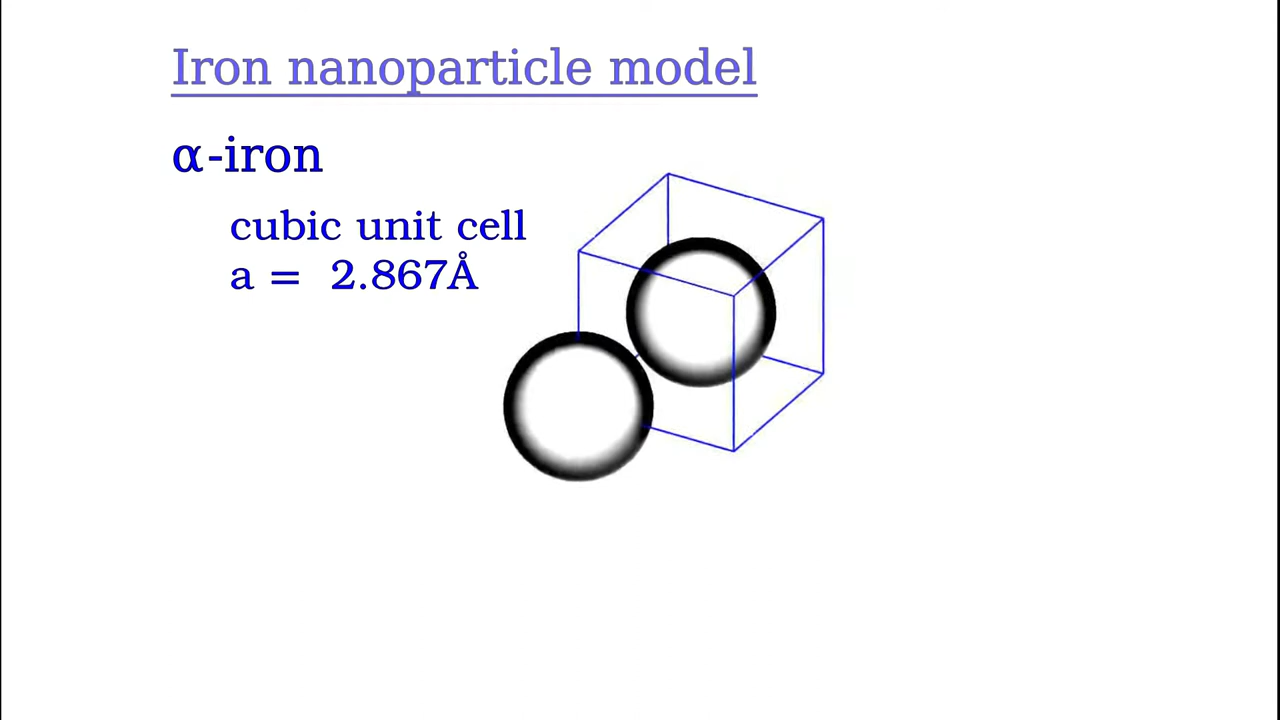 Iron nanoparticle model
α-iron
cubic unit cell
a = 2.867Å